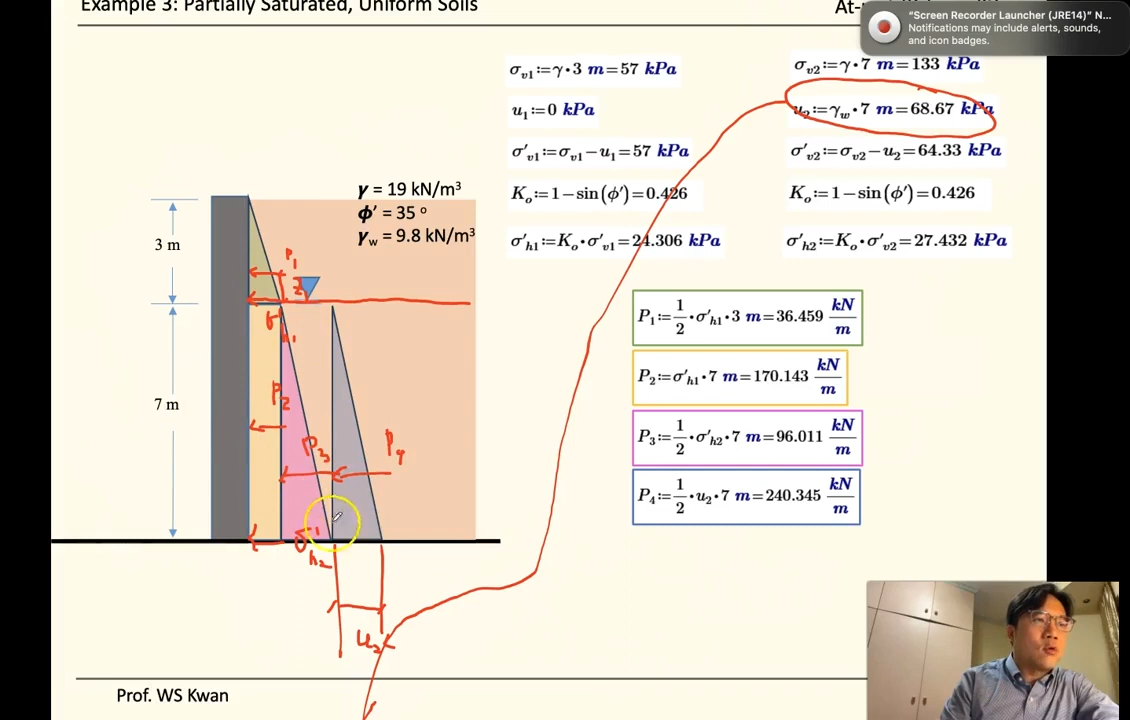 Example 3: Partially Saturated, Uniform Soils
At-
"Screen Recorder Launcher (JRE14)" N...
Notifications may include alerts, sounds, and icon badges.
σv1:=γ·3 m=57 kPa
u1:=0 kPa
σ′v1:=σv1−u1=57 kPa
Ko:=1−sin(ϕ′)=0.426
σ′h1:=Ko·σ′v1=24.306 kPa
σv2:=γ·7 m=133 kPa
u2:=γw·7 m=68.67 kPa
σ′v2:=σv2−u2=64.33 kPa
Ko:=1−sin(ϕ′)=0.426
σ′h2:=Ko·σ′v2=27.432 kPa
γ = 19 kN/m³
ϕ′ = 35 °
γw = 9.8 kN/m³
3 m
7 m
P1
σ′h1
P2
P3
P4
σ′h2
u2
P1:=1/2·σ′h1·3 m=36.459 kN/m
P2:=σ′h1·7 m=170.143 kN/m
P3:=1/2·σ′h2·7 m=96.011 kN/m
P4:=1/2·u2·7 m=240.345 kN/m
Prof. WS Kwan